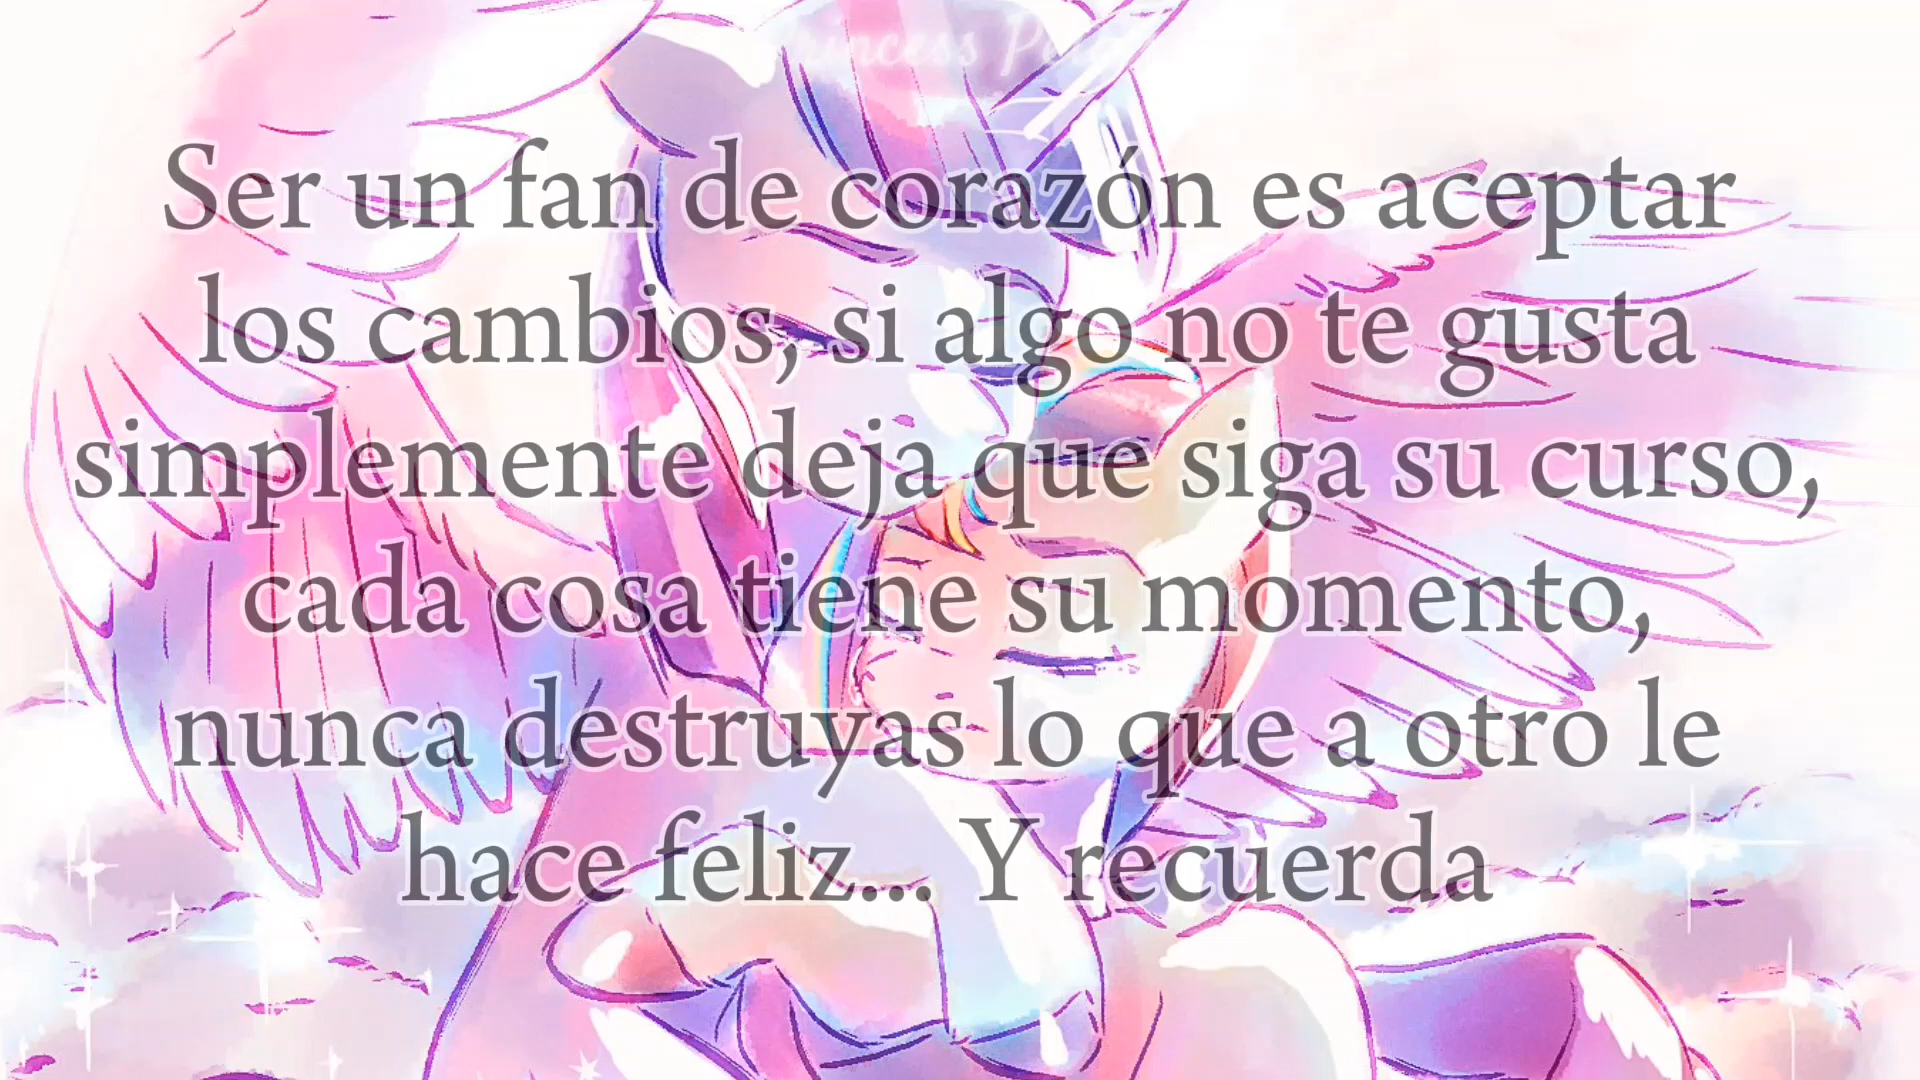 Princess
Ser un fan de corazón es aceptar
los cambios, si algo no te gusta
simplemente deja que siga su curso,
cada cosa tiene su momento,
nunca destruyas lo que a otro le
hace feliz... Y recuerda